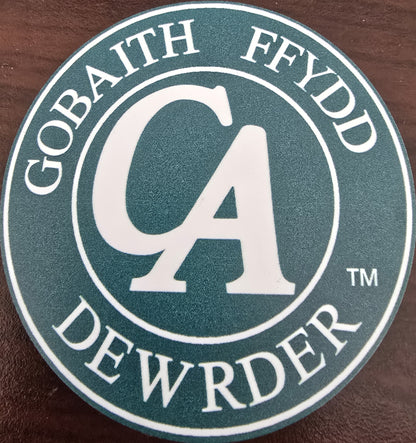 GOBAITH FFYDD
CA
TM
DEWRDER